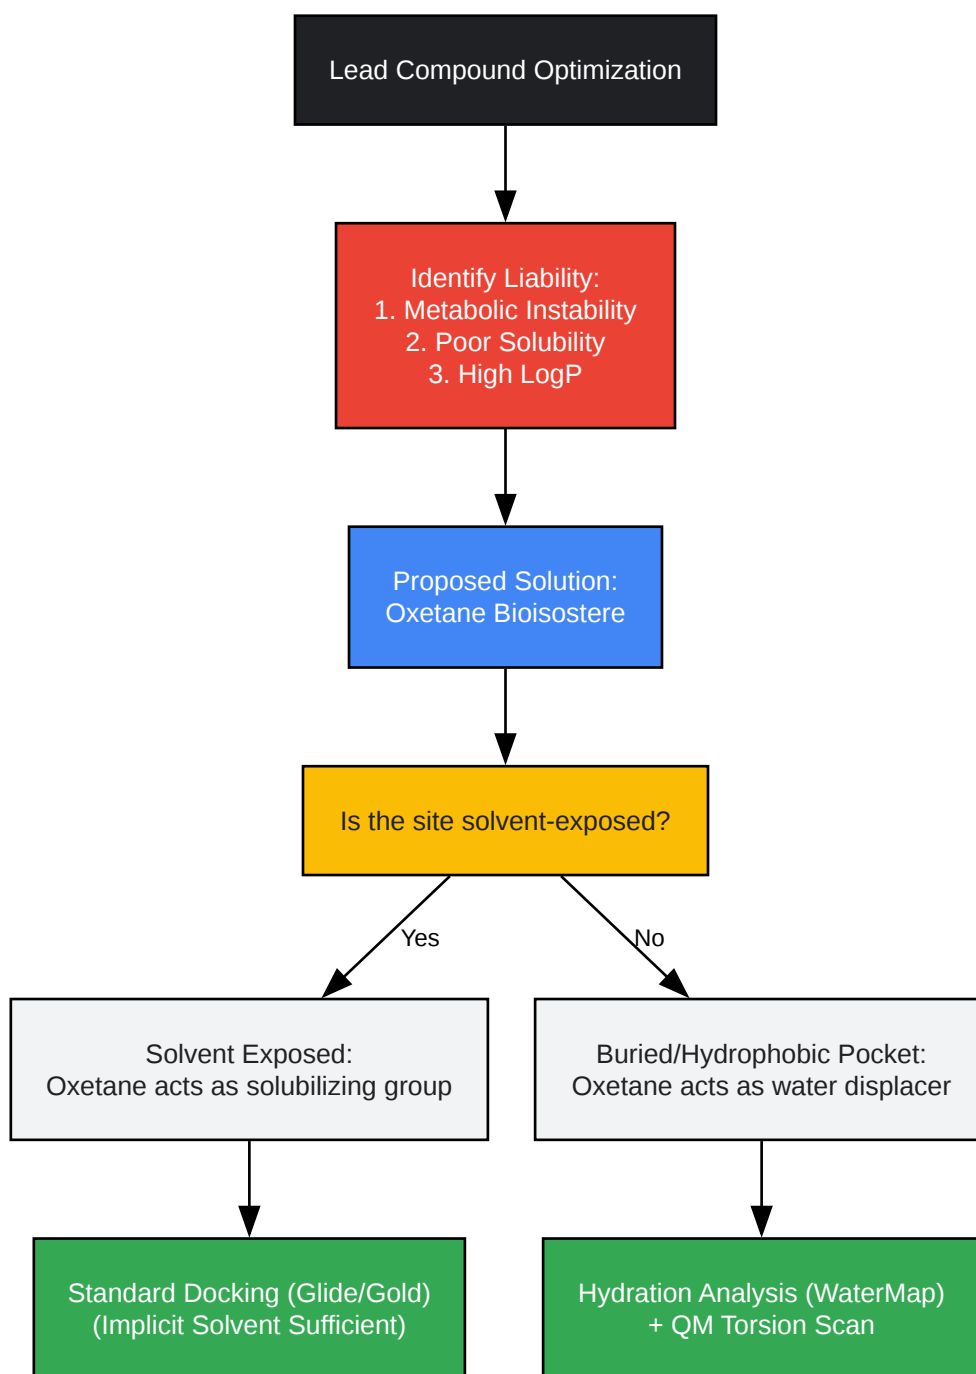 Lead Compound Optimization
Identify Liability:
1. Metabolic Instability
2. Poor Solubility
3. High LogP
Proposed Solution:
Oxetane Bioisostere
Is the site solvent-exposed?
Yes
No
Solvent Exposed:
Oxetane acts as solubilizing group
Buried/Hydrophobic Pocket:
Oxetane acts as water displacer
Standard Docking (Glide/Gold)
(Implicit Solvent Sufficient)
Hydration Analysis (WaterMap)
+ QM Torsion Scan